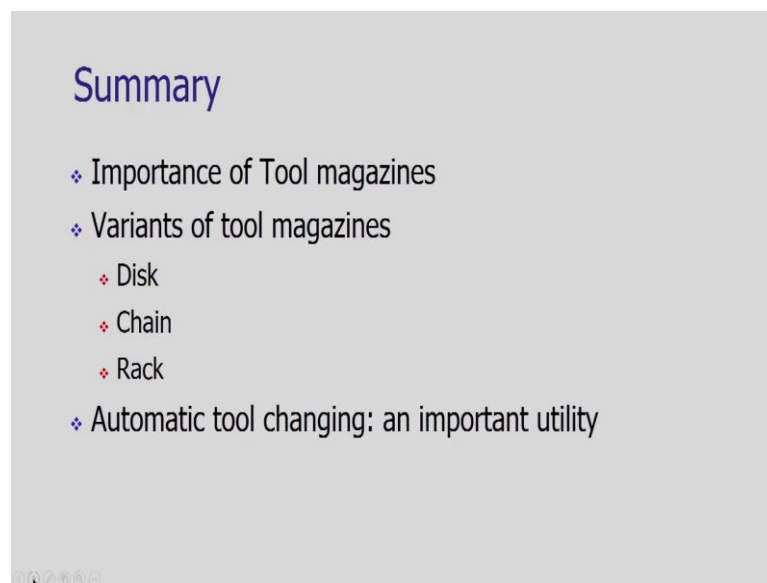 Summary
Importance of Tool magazines
Variants of tool magazines
Disk
Chain
Rack
Automatic tool changing: an important utility